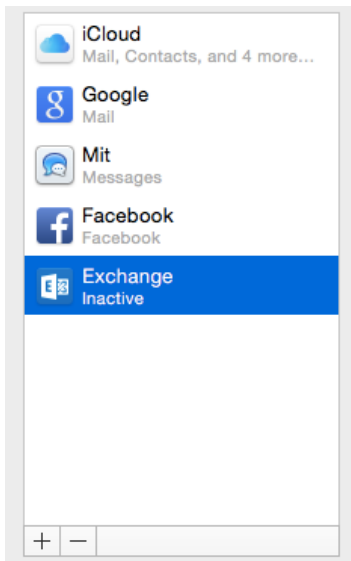 iCloud
Mail, Contacts, and 4 more...
Google
Mail
Mit
Messages
Facebook
Facebook
Exchange
Inactive